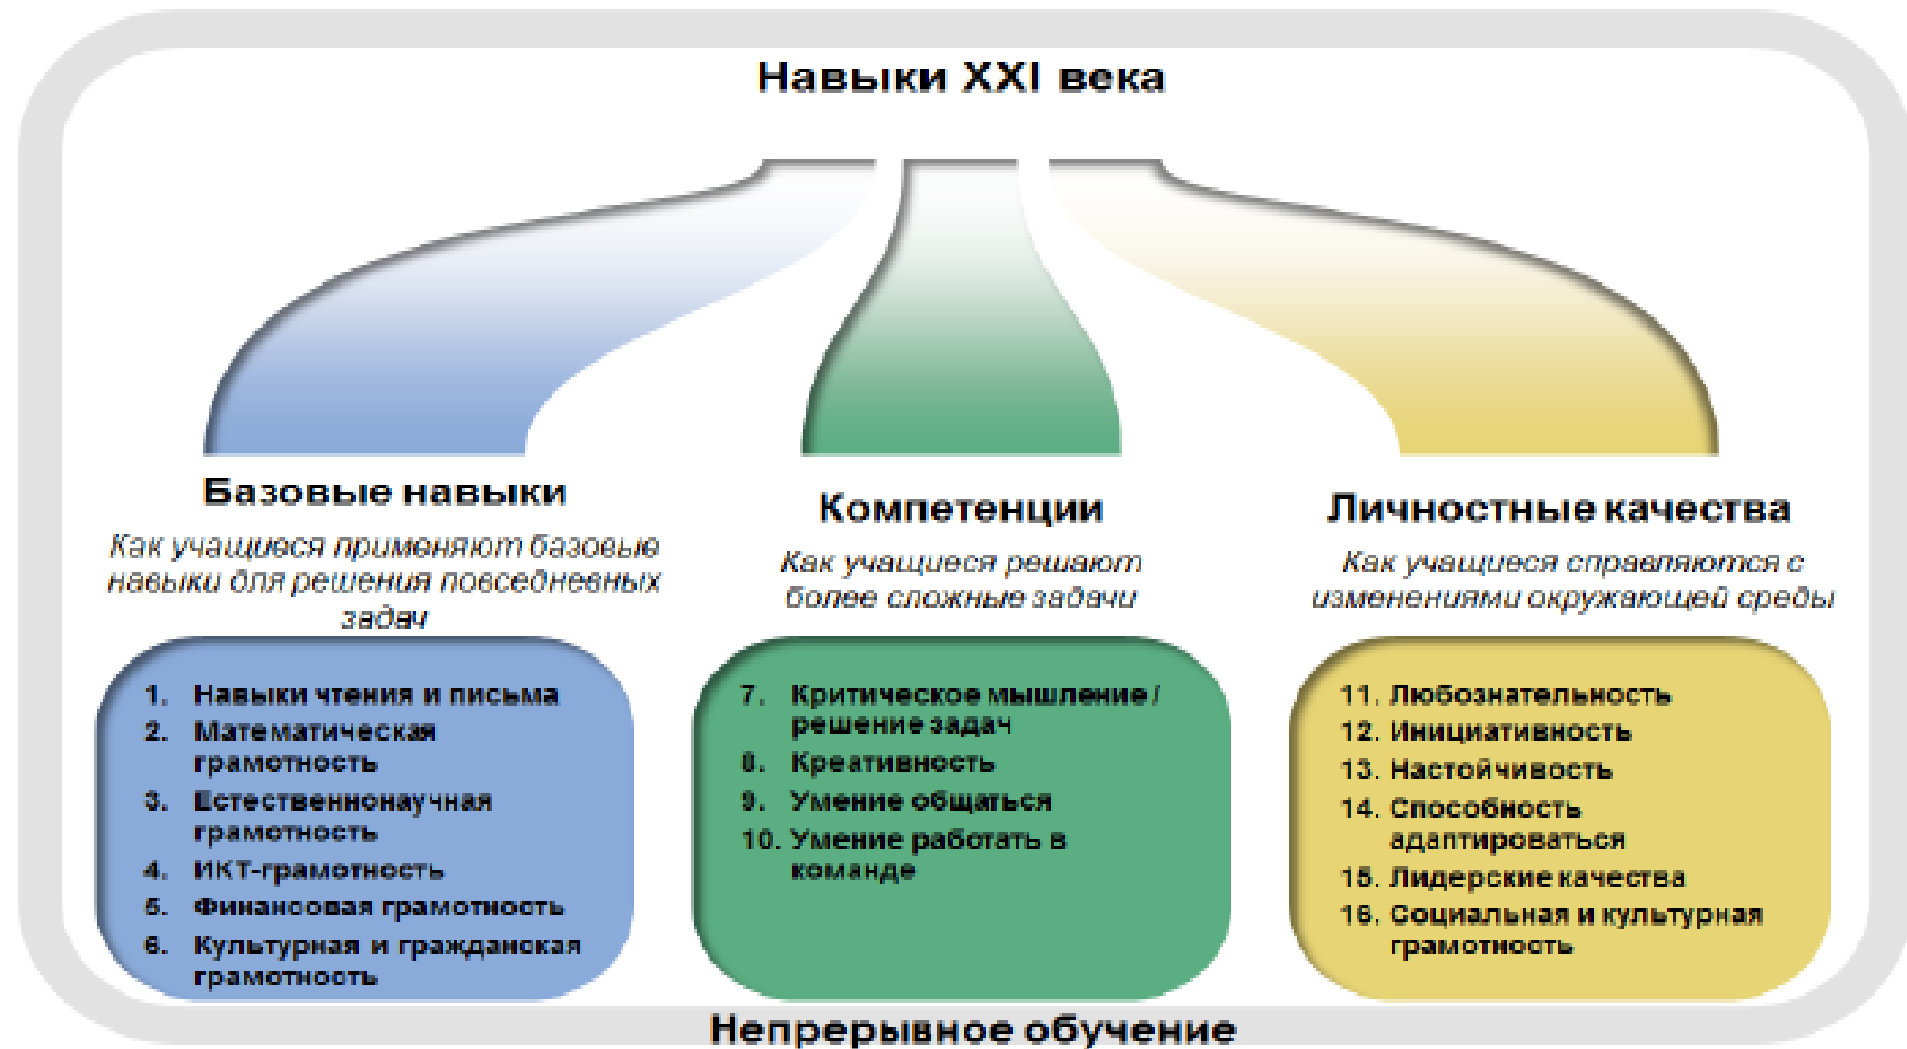 Навыки XXI века
Базовые навыки
Как учащиеся применяют базовые
навыки для решения повседневных
задач
1. Навыки чтения и письма
2. Математическая
грамотность
3. Естественнонаучная
грамотность
4. ИКТ-грамотность
5. Финансовая грамотность
6. Культурная и гражданская
грамотность
Компетенции
Как учащиеся решают
более сложные задачи
7. Критическое мышление /
решение задач
8. Креативность
9. Умение общаться
10. Умение работать в
команде
Личностные качества
Как учащиеся справляются с
изменениями окружающей среды
11. Любознательность
12. Инициативность
13. Настойчивость
14. Способность
адаптироваться
15. Лидерские качества
16. Социальная и культурная
грамотность
Непрерывное обучение